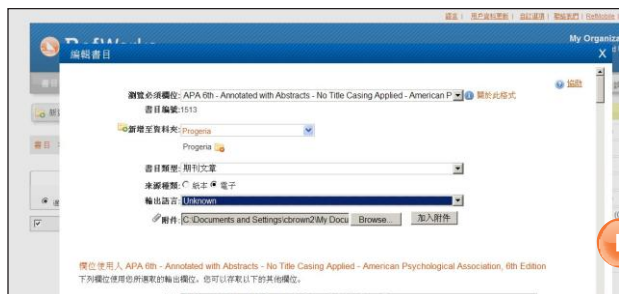 語言 | 用戶資料更新 | 自訂選項 | 聯絡我們 | RefMobile
RefWorks
My Organiza
編輯書目
X
協助
瀏覽必須欄位: APA 6th - Annotated with Abstracts - No Title Casing Applied - American P 關於此格式
書目編號: 1513
新增至資料夾: Progeria
Progeria
書目類型: 期刊文章
來源種類: 紙本 電子
輸出語言: Unknown
附件: C:\Documents and Settings\cbrown2\My Docu Browse... 加入附件
欄位使用人 APA 6th - Annotated with Abstracts - No Title Casing Applied - American Psychological Association, 6th Edition
下列欄位使用您所選取的輸出欄位。您可以存取以下的其他欄位。